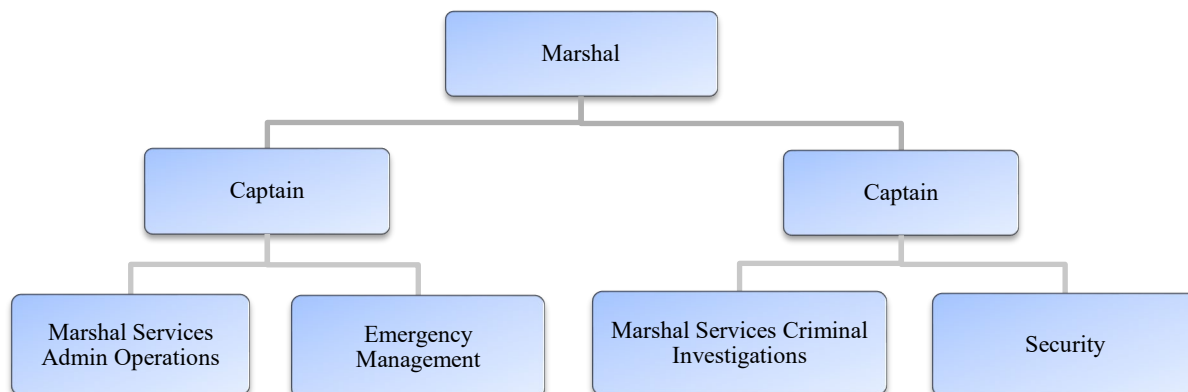 Marshal
Captain
Captain
Marshal Services
Admin Operations
Emergency
Management
Marshal Services Criminal
Investigations
Security